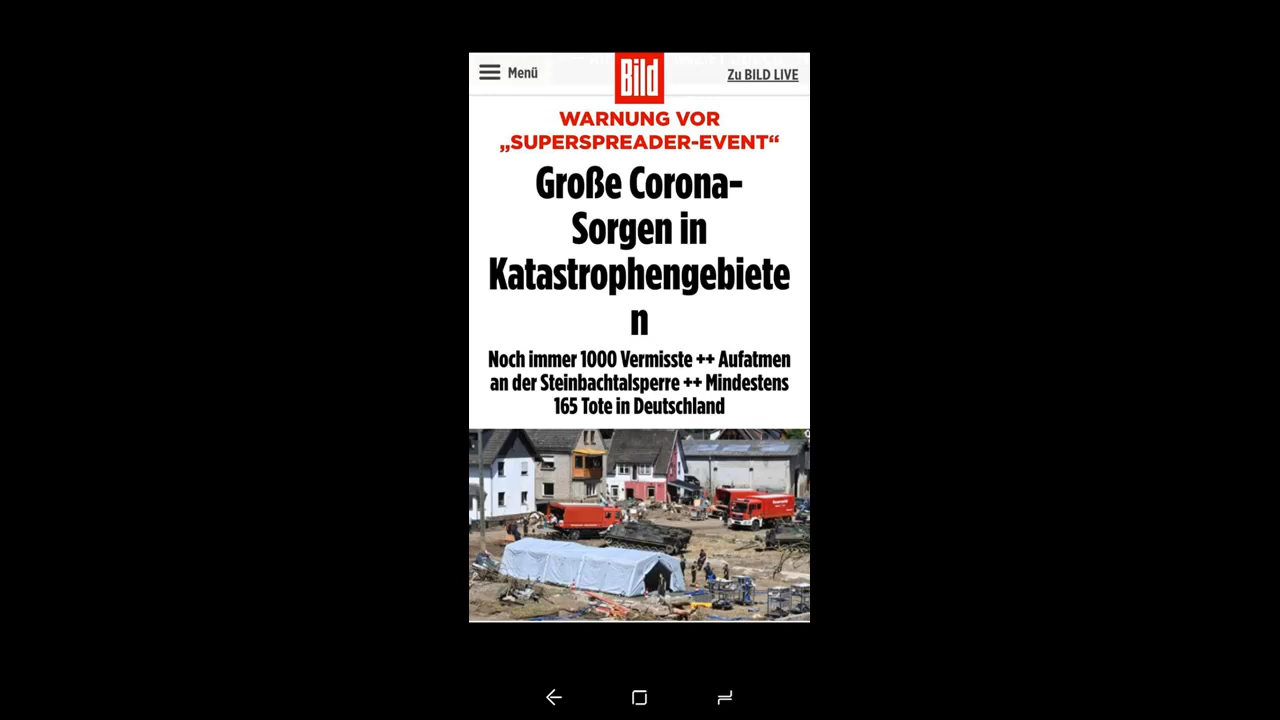 Menü
Bild
Zu BILD LIVE
WARNUNG VOR
„SUPERSPREADER-EVENT“
Große Corona-
Sorgen in
Katastrophengebiete
n
Noch immer 1000 Vermisste ++ Aufatmen
an der Steinbachtalsperre ++ Mindestens
165 Tote in Deutschland